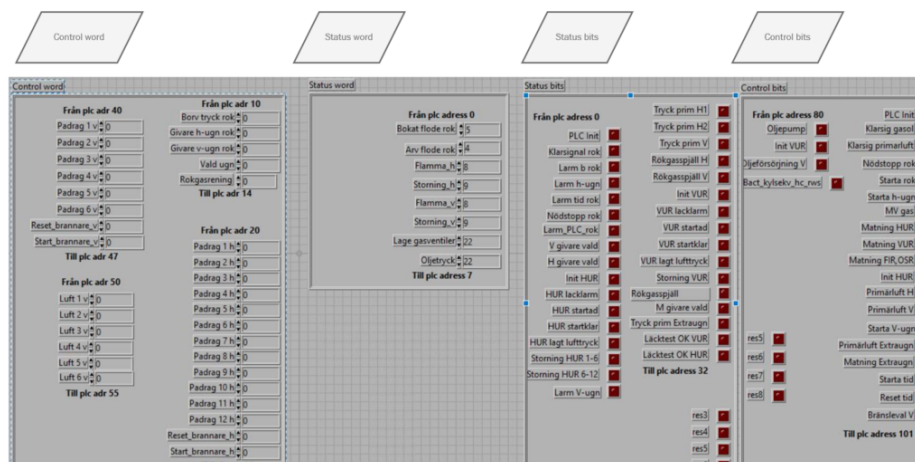 Control word
Status word
Status bits
Control bits
Control word
Från plc adr 40
Padrag 1 v 0
Padrag 2 v 0
Padrag 3 v 0
Padrag 4 v 0
Padrag 5 v 0
Padrag 6 v 0
Reset_brannare_v 0
Start_brannare_v 0
Till plc adr 47
Från plc adr 50
Luft 1 v 0
Luft 2 v 0
Luft 3 v 0
Luft 4 v 0
Luft 5 v 0
Luft 6 v 0
Till plc adr 55
Från plc adr 10
Borv tryck rok 0
Givare h-ugn rok 0
Givare v-ugn rok 0
Vald ugn 0
Rokgasrening 0
Till plc adr 14
Från plc adr 20
Padrag 1 h 0
Padrag 2 h 0
Padrag 3 h 0
Padrag 4 h 0
Padrag 5 h 0
Padrag 6 h 0
Padrag 7 h 0
Padrag 8 h 0
Padrag 9 h 0
Padrag 10 h 0
Padrag 11 h 0
Padrag 12 h 0
Reset_brannare_h 0
Start_brannare_h 0
Status word
Från plc adress 0
Bokat flode rok 5
Arv flode rok 4
Flamma_h 8
Storning_h 9
Flamma_v 8
Storning_v 9
Lage gasventiler 22
Oljetryck 22
Till plc adress 7
Status bits
Från plc adress 0
PLC Init
Klarsignal rok
Larm b rok
Larm h-ugn
Larm tid rok
Nödstopp rok
Larm_PLC_rok
V givare vald
H givare vald
Init HUR
HUR lacklarm
HUR startad
HUR startklar
HUR lagt lufttryck
Storning HUR 1-6
Storning HUR 6-12
Larm V-ugn
Tryck prim H1
Tryck prim H2
Tryck prim V
Rökgasspjäll H
Rökgasspjäll V
Init VUR
VUR lacklarm
VUR startad
VUR startklar
VUR lagt lufttryck
Storning VUR
Rökgasspjäll
M givare vald
Tryck prim Extraugn
Läcktest OK VUR
Läcktest OK HUR
Till plc adress 32
res3
res4
res5
Control bits
Från plc adress 80
Oljepump
Init VUR
Oljeförsörjning V
Bact_kylsekv_hc_rws
res5
res6
res7
res8
PLC Init
Klarsig gasol
Klarsig primarluft
Nödstopp rok
Starta rok
Starta h-ugn
MV gas
Matning HUR
Matning VUR
Matning FIR,OSR
Init HUR
Primärluft H
Primärluft V
Starta V-ugn
Primärluft Extraugn
Matning Extraugn
Starta tid
Reset tid
Bränsleval V
Till plc adress 101